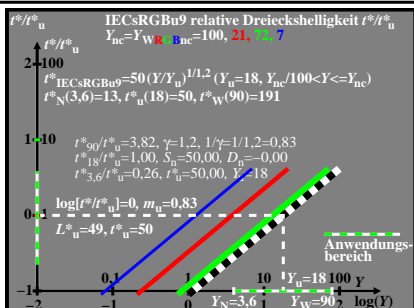 t*/t*u IECsRGBu9 relative Dreieckshelligkeit t*/t*u
Ync=YWRGBnc=100, 21, 72, 7
t*/t*u
2 100
t*IECsRGBu9=50(Y/Yu)^1/1,2 (Yu=18, Ync/100<Y<=Ync)
t*N(3,6)=13, t*u(18)=50, t*W(90)=191
1 10
t*90/t*u=3,82, γ=1,2, 1/γ=1/1,2=0,83
t*18/t*u=1,00, Sn=50,00, Dn=−0,00
t*3,6/t*u=0,26, t*u=50,00, Yu=18
log[t*/t*u]=0, mu=0,83
0 1
L*u=49, t*u=50
Anwendungs-
bereich
Yu=18
−1 0.1 1 10 100 Y
−2 −1 0 1 log(Y)
YN=3,6 YW=90